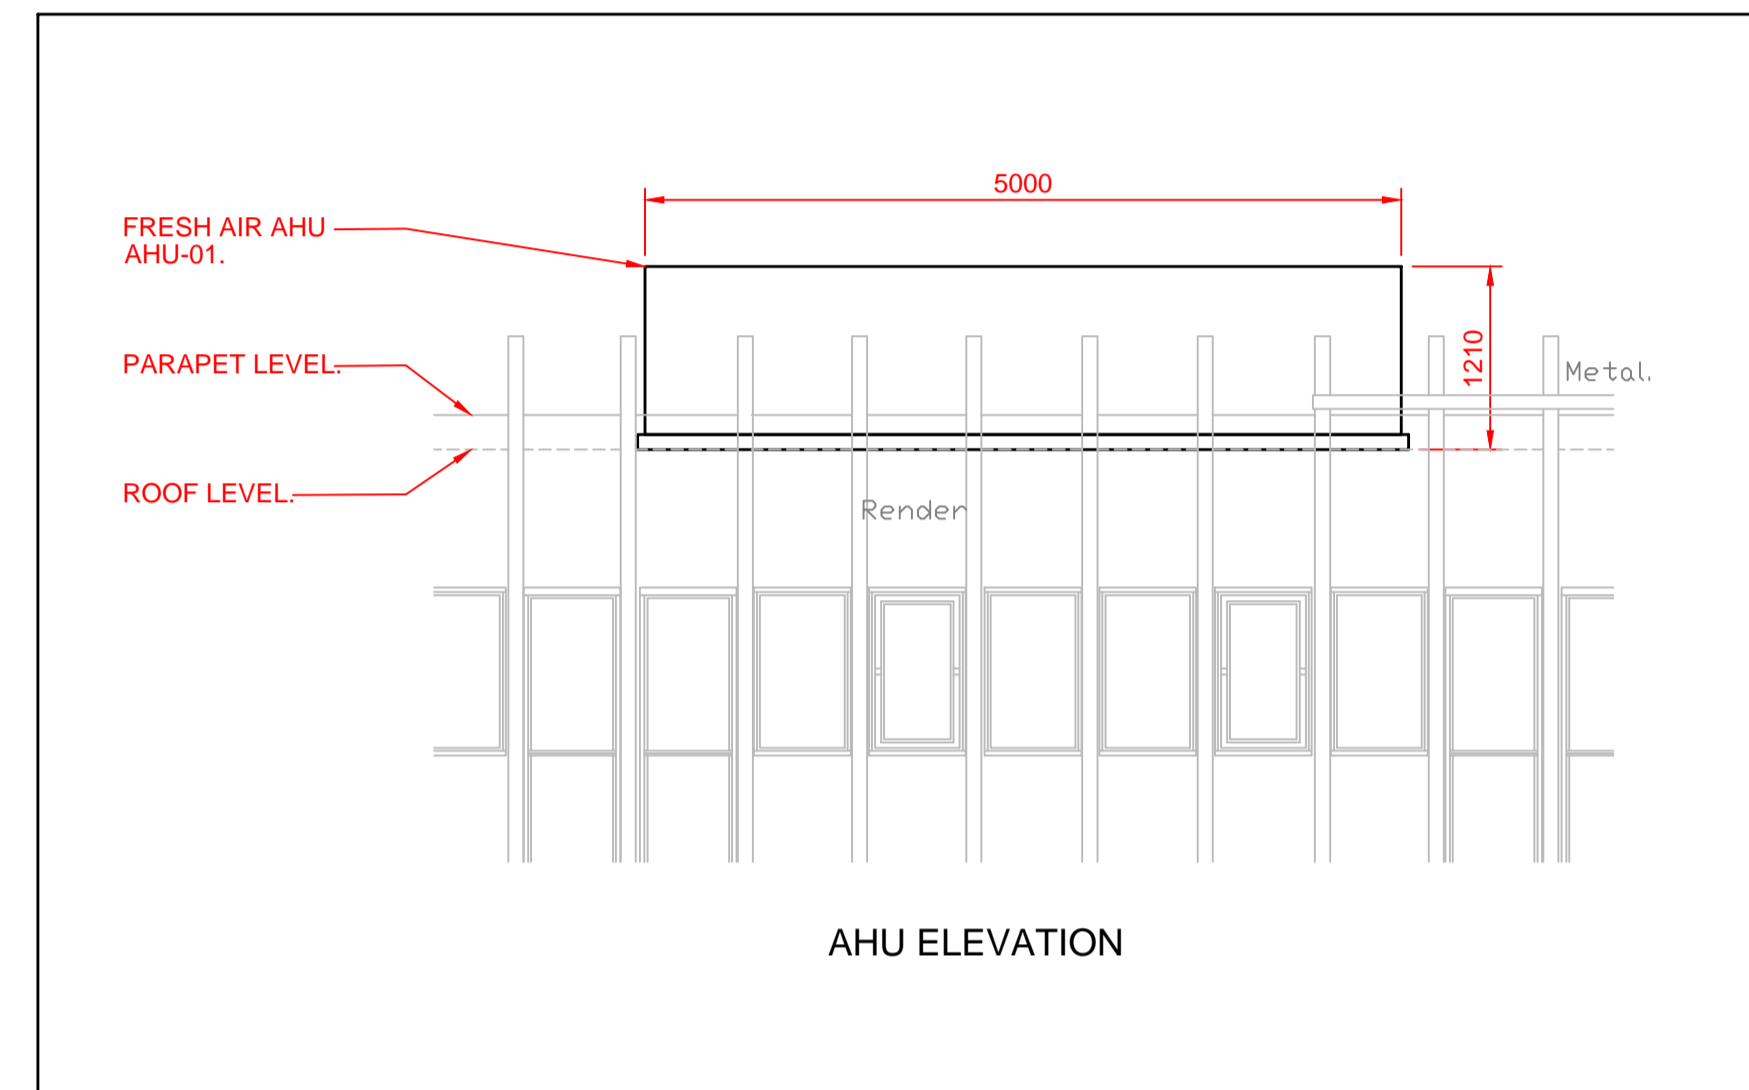 5000
FRESH AIR AHU
AHU-01.
1210
PARAPET LEVEL.
Metal.
ROOF LEVEL.
Render
AHU ELEVATION